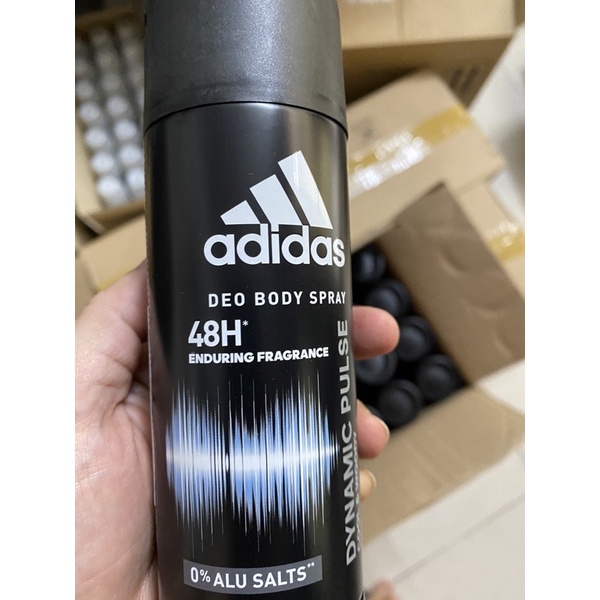 adidas
DEO BODY SPRAY
48H*
ENDURING FRAGRANCE
DYNAMIC PULSE
0% ALU SALTS**